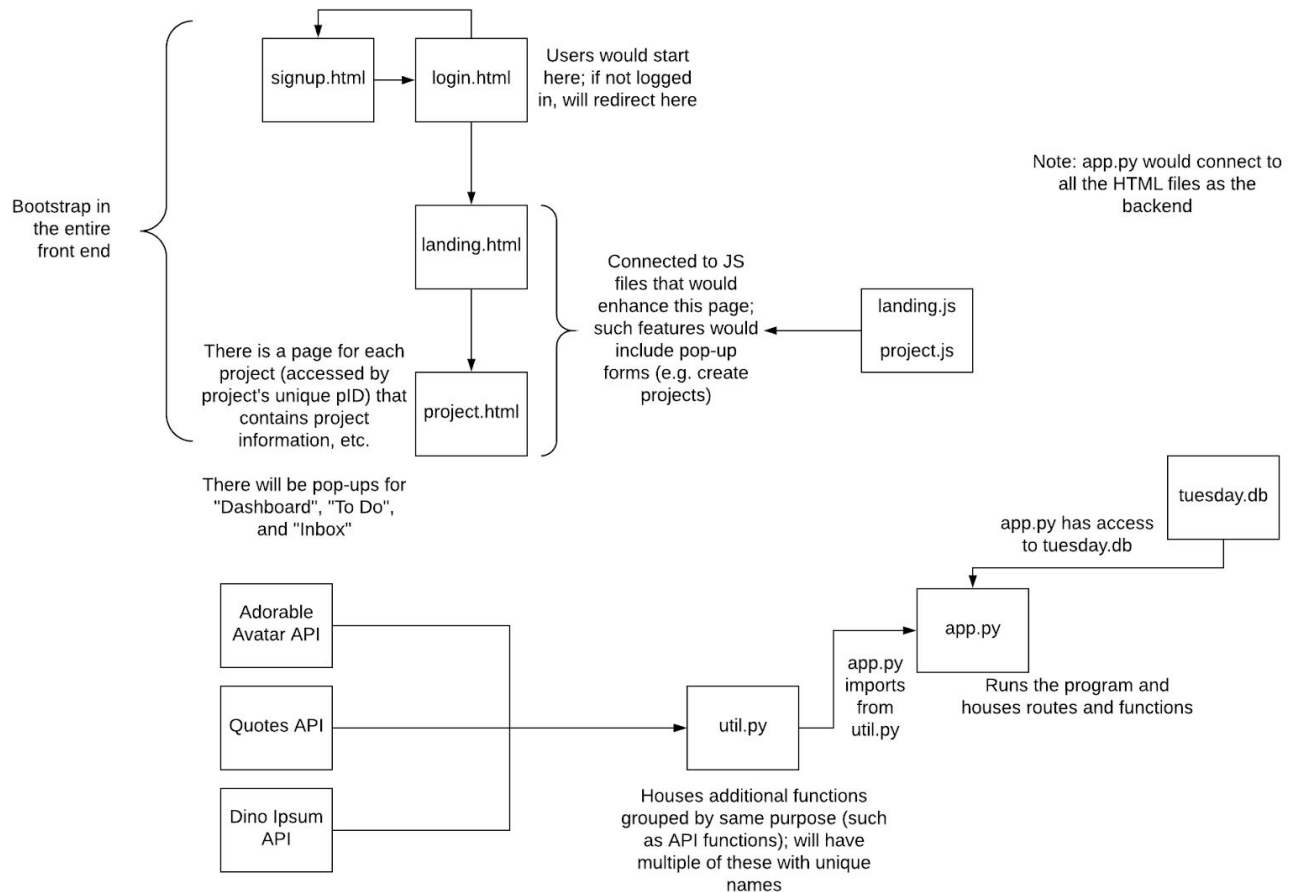 signup.html
login.html
Users would start
here; if not logged
in, will redirect here
Note: app.py would connect to
all the HTML files as the
backend
Bootstrap in
the entire
front end
landing.html
Connected to JS
files that would
enhance this page;
such features would
include pop-up
forms (e.g. create
projects)
landing.js
project.js
There is a page for each
project (accessed by
project's unique pID) that
contains project
information, etc.
project.html
There will be pop-ups for
"Dashboard", "To Do",
and "Inbox"
tuesday.db
app.py has access
to tuesday.db
Adorable
Avatar API
app.py
app.py
imports
from
util.py
Runs the program and
houses routes and functions
Quotes API
util.py
Dino Ipsum
API
Houses additional functions
grouped by same purpose (such
as API functions); will have
multiple of these with unique
names